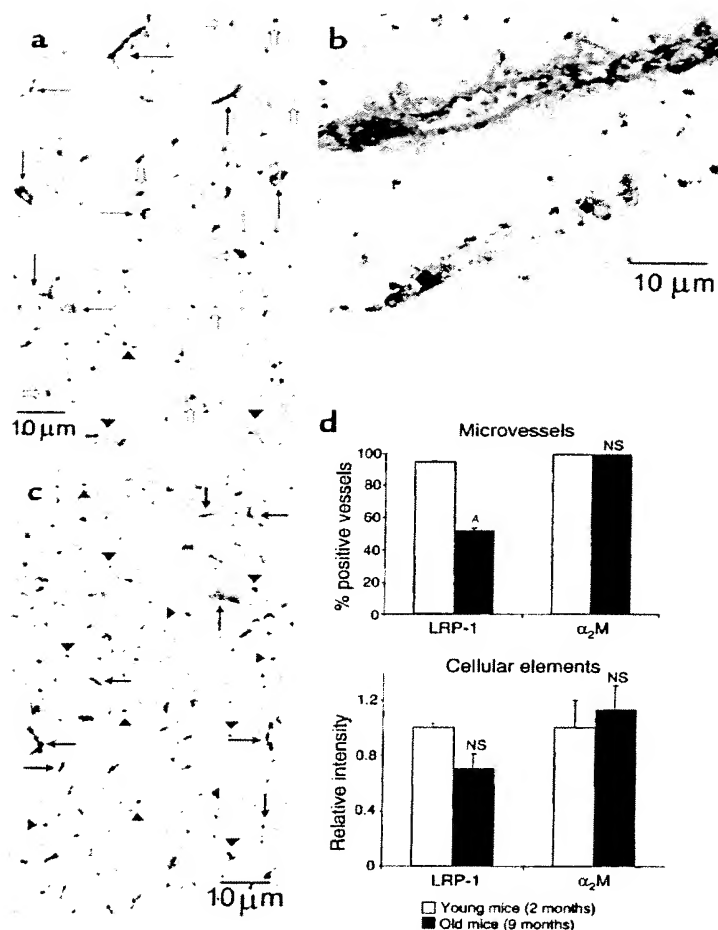 a
10 µm
b
10 µm
c
10 µm
d
Microvessels
% positive vessels
100
80
60
40
20
0
A
NS
LRP-1
α₂M
Cellular elements
Relative intensity
1.2
0.8
0.4
0
NS
NS
LRP-1
α₂M
Young mice (2 months)
Old mice (9 months)